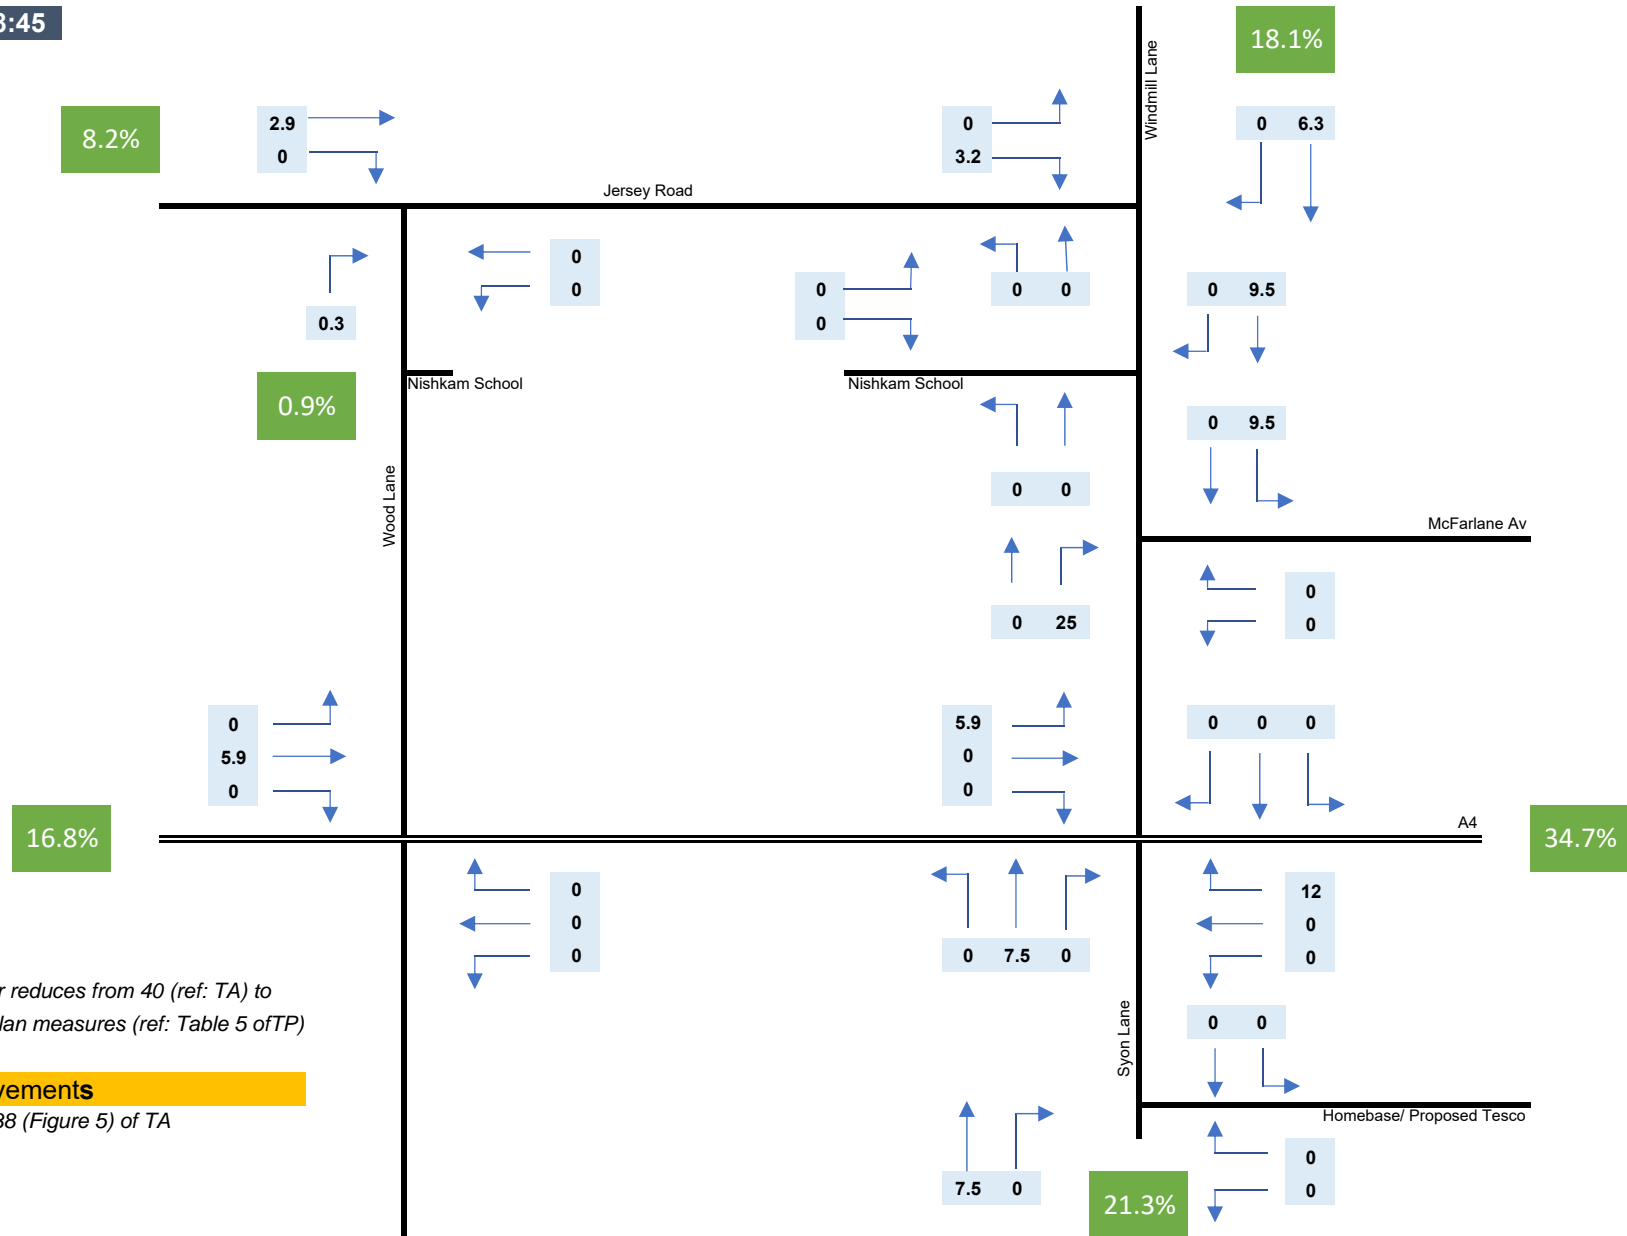 :45
18.1%
Windmill Lane
8.2%
2.9
0
0
3.2
0 6.3
Jersey Road
0
0
0
0
0 0
0 9.5
0.3
Nishkam School
Nishkam School
0.9%
0 9.5
Wood Lane
0 0
McFarlane Av
0
0
0 25
0
5.9
0
5.9
0
0
0 0 0
A4
16.8%
34.7%
0
0
0
0 7.5 0
12
0
0
r reduces from 40 (ref: TA) to
lan measures (ref: Table 5 ofTP)
Syon Lane
0 0
vements
38 (Figure 5) of TA
Homebase/ Proposed Tesco
7.5 0
21.3%
0
0